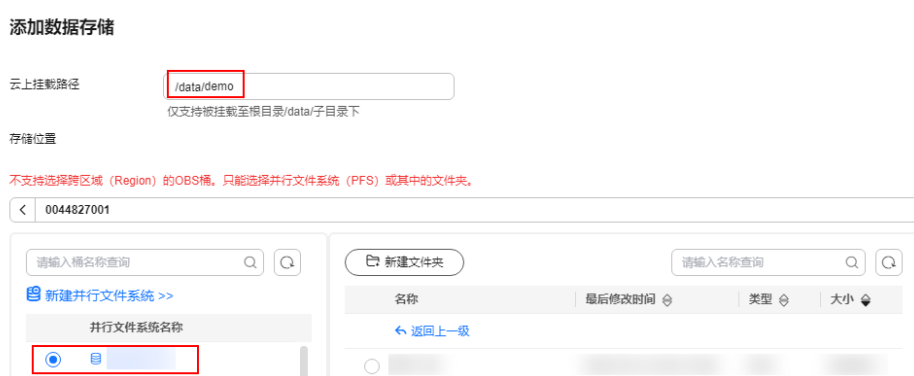 添加数据存储
云上挂载路径
/data/demo
仅支持被挂载至根目录/data/子目录下
存储位置
不支持选择跨区域（Region）的OBS桶。只能选择并行文件系统（PFS）或其中的文件夹。
0044827001
请输入桶名称查询
新建文件夹
请输入名称查询
新建并行文件系统 >>
名称 最后修改时间 类型 大小
并行文件系统名称
返回上一级